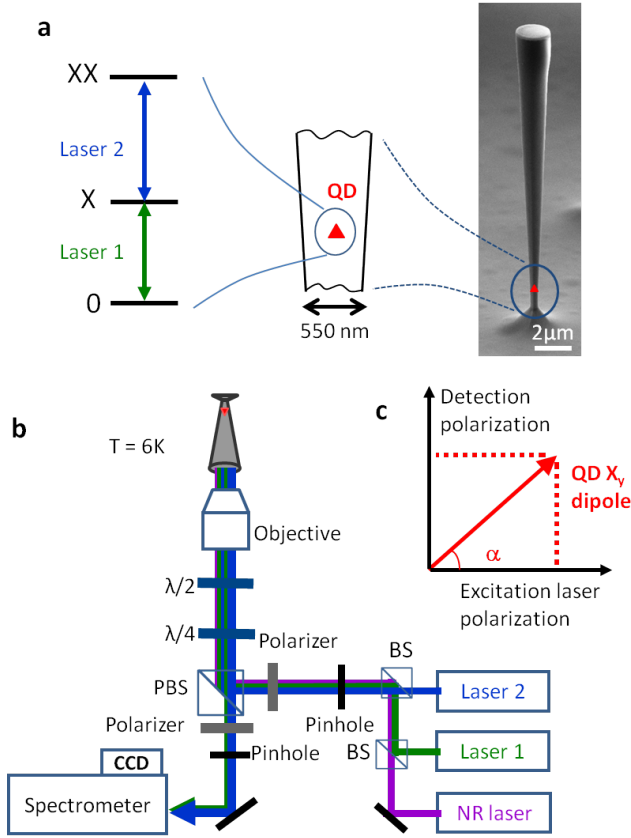 a
XX
Laser 2
X
Laser 1
0
QD
550 nm
2μm
b
T = 6K
Objective
λ/2
λ/4
Polarizer
PBS
BS
Laser 2
Polarizer
Pinhole
Pinhole
BS
Laser 1
CCD
Spectrometer
NR laser
c
Detection
polarization
QD Xy
dipole
α
Excitation laser
polarization